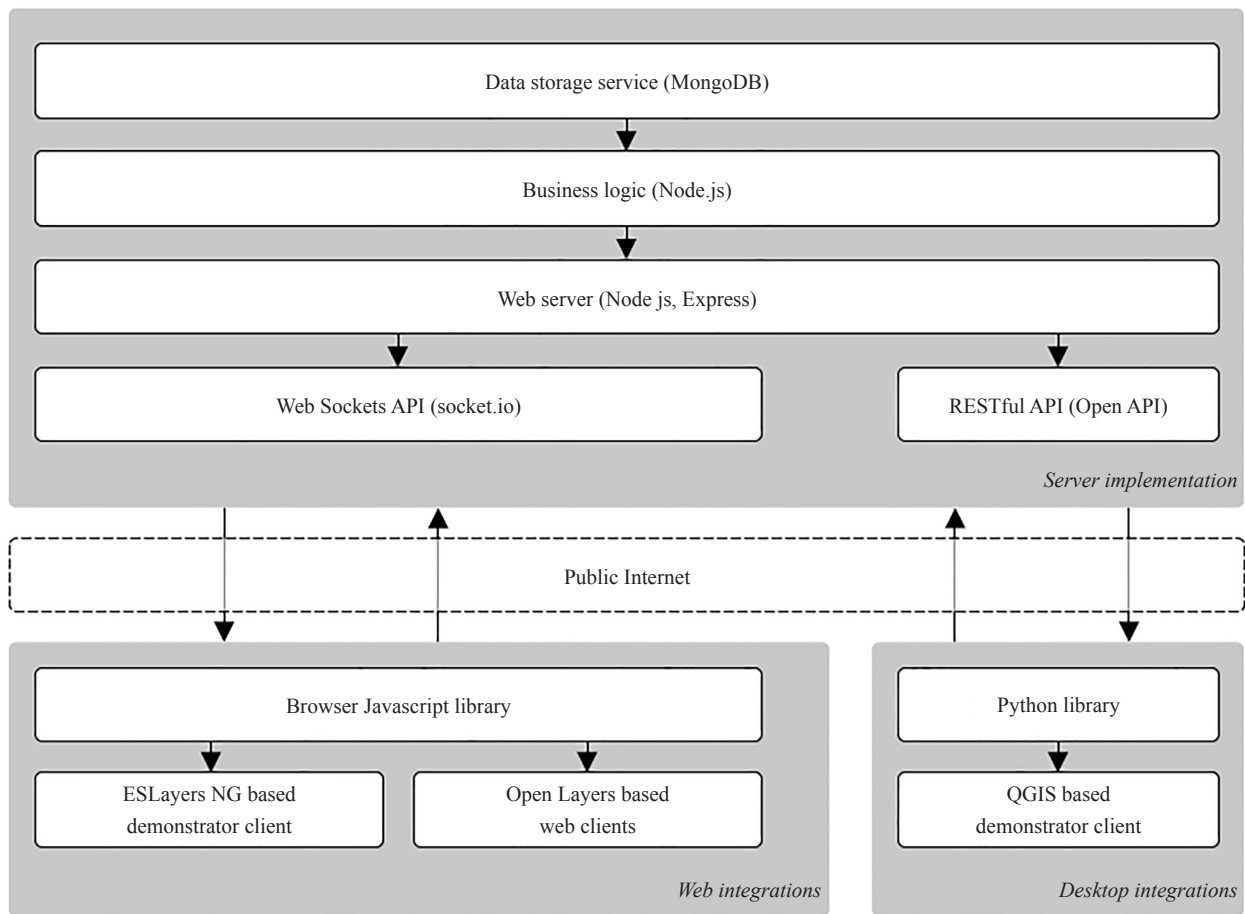 Data storage service (MongoDB)
Business logic (Node.js)
Web server (Node js, Express)
Web Sockets API (socket.io)
RESTful API (Open API)
Server implementation
Public Internet
Browser Javascript library
Python library
ESLayers NG based
demonstrator client
Open Layers based
web clients
QGIS based
demonstrator client
Web integrations
Desktop integrations